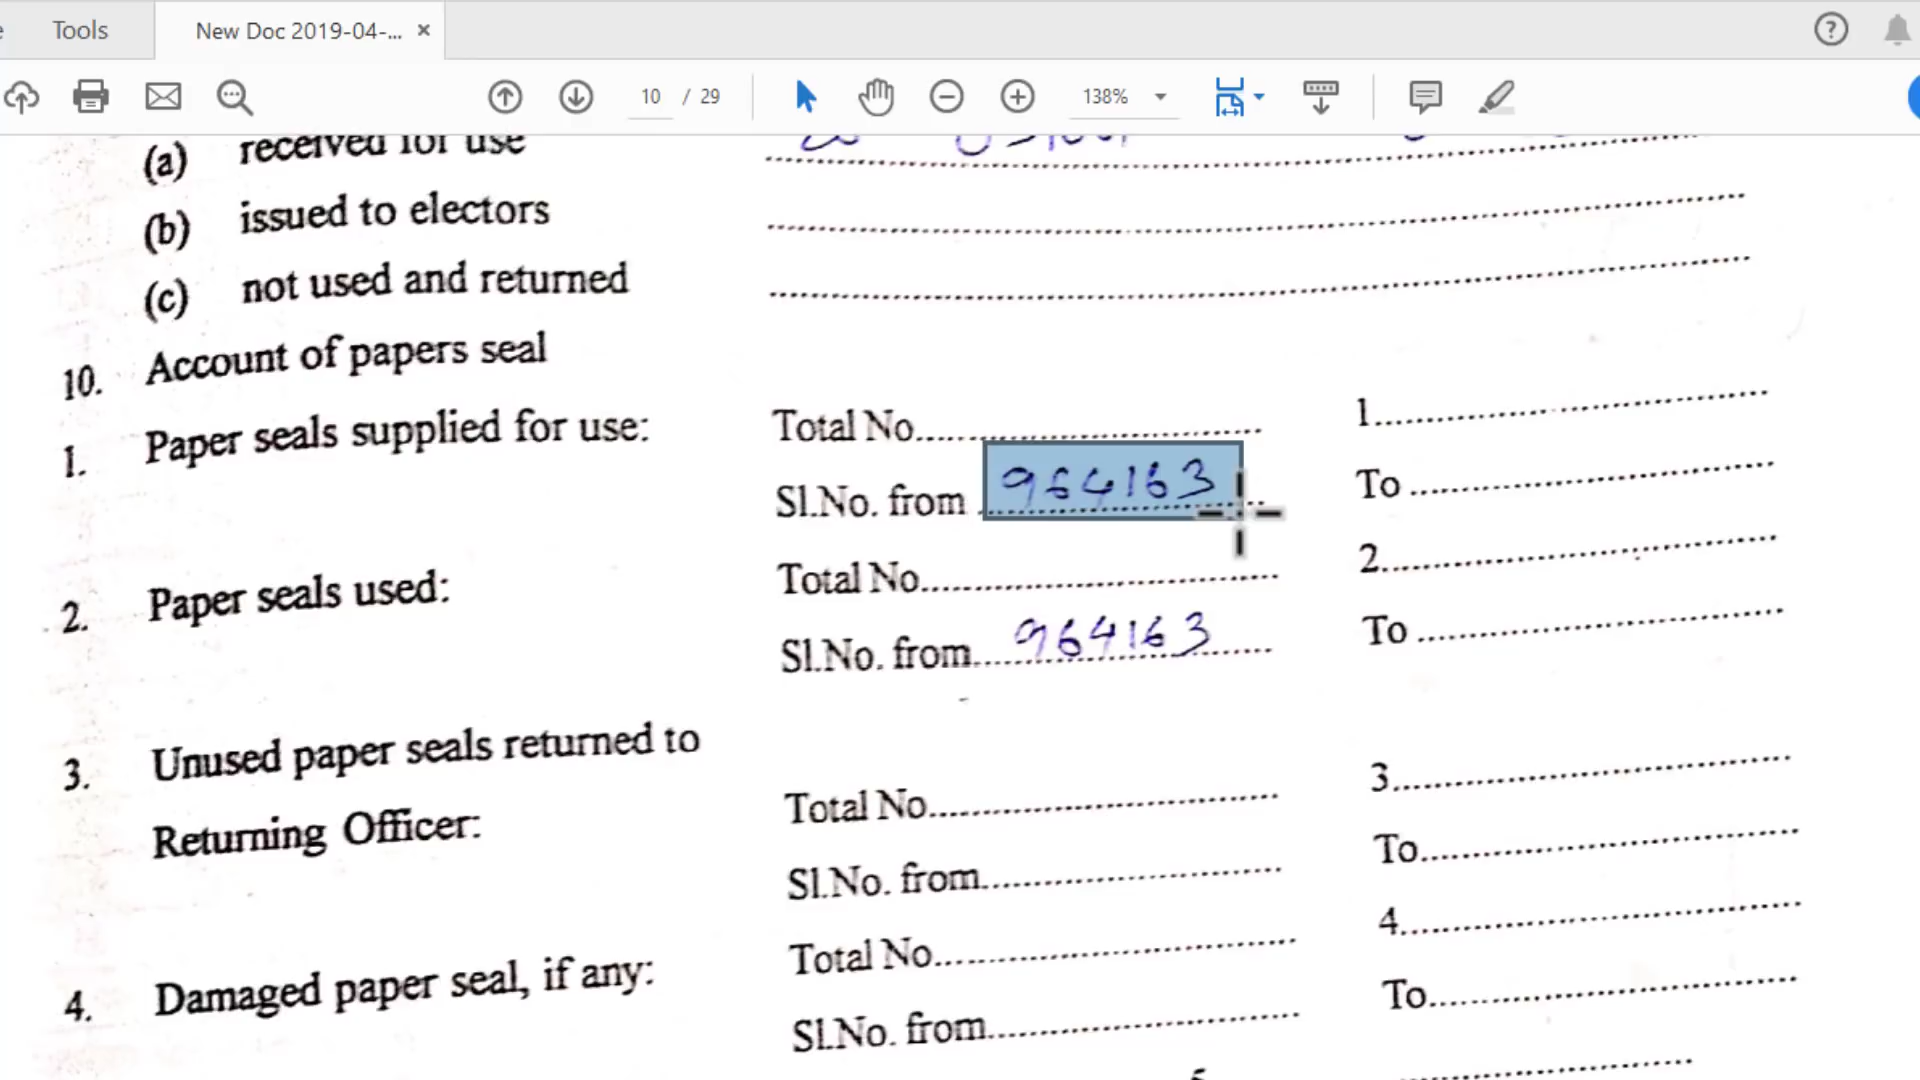 Tools New Doc 2019-04-...
10 / 29 138%
(a) received for use
(b) issued to electors
(c) not used and returned
10. Account of papers seal
1. Paper seals supplied for use: Total No. 1.
Sl.No. from 964163 To
2. Paper seals used: Total No. 2.
Sl.No. from 964163 To
3. Unused paper seals returned to
Returning Officer: Total No. 3.
Sl.No. from To
4. Damaged paper seal, if any: Total No. 4.
Sl.No. from To